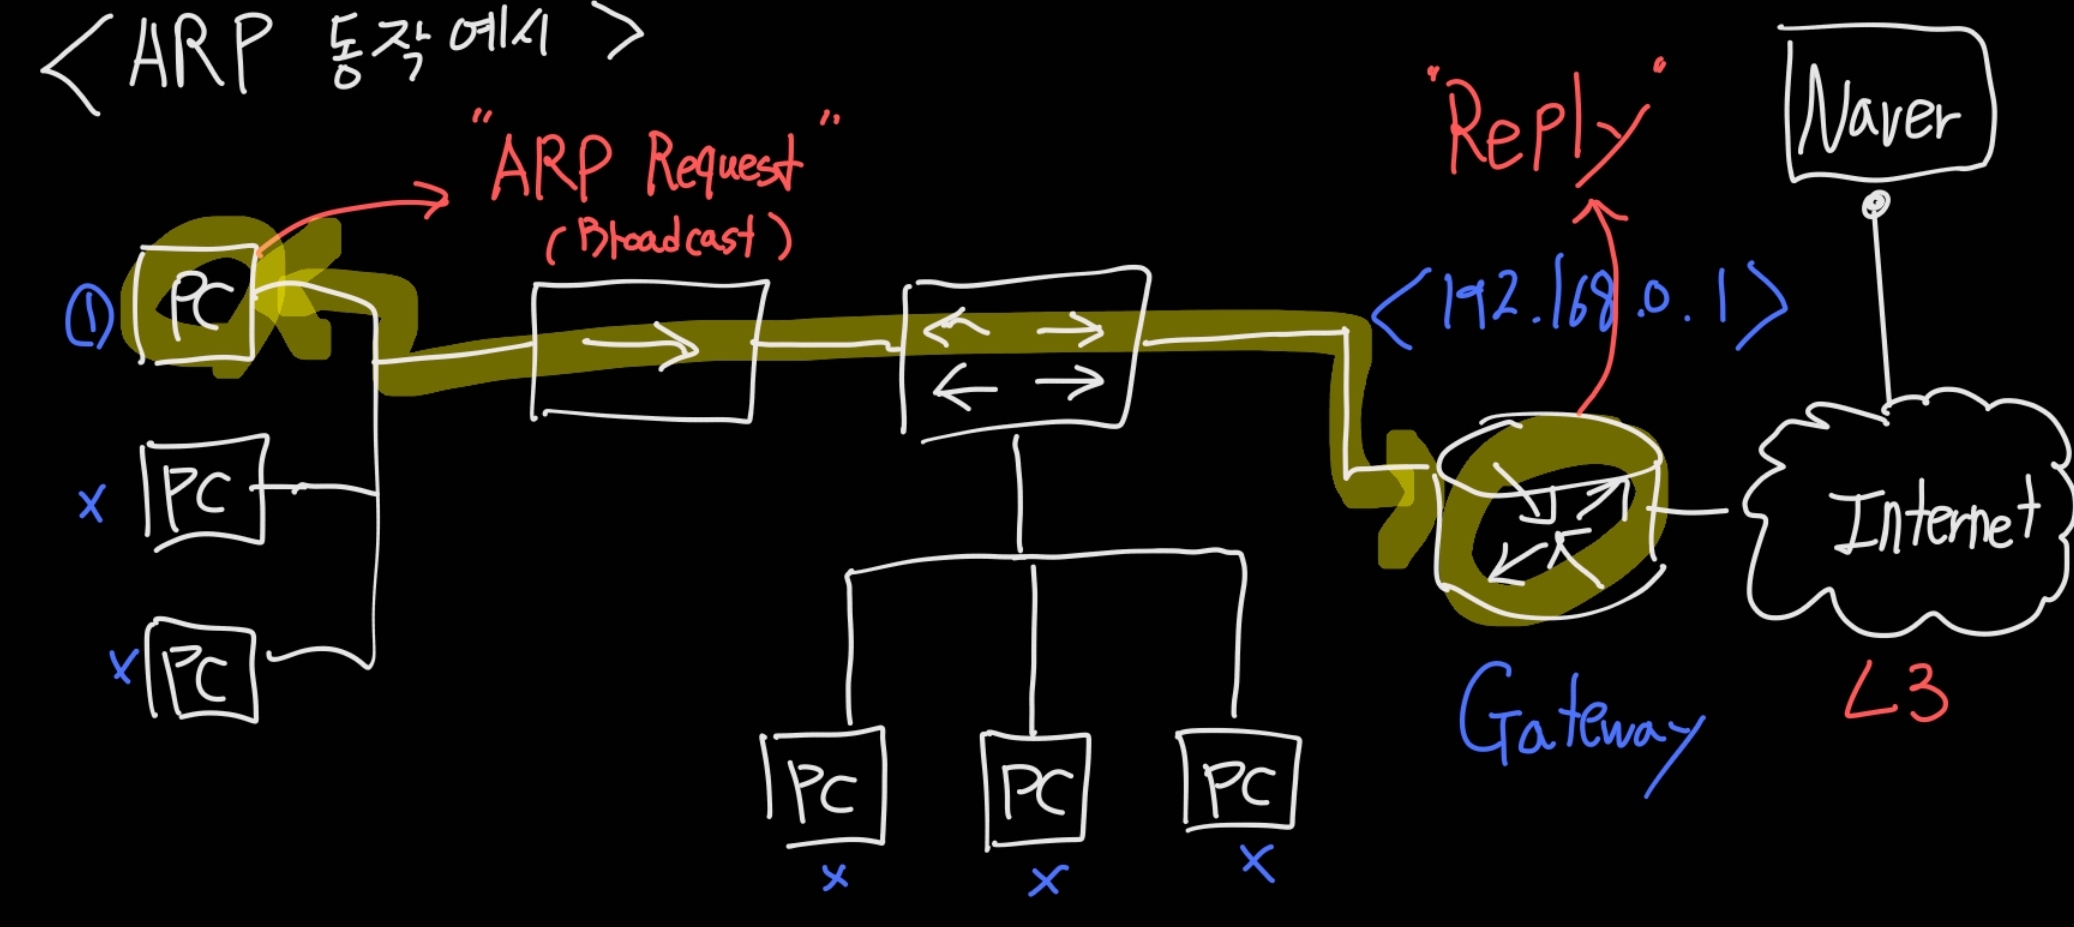 <ARP 동작 예시>
"ARP Request"
(Broadcast)
"Reply"
Naver
① PC
<192.168.0.1>
x PC
Internet
x PC
Gateway
L3
PC
PC
PC
x
x
x